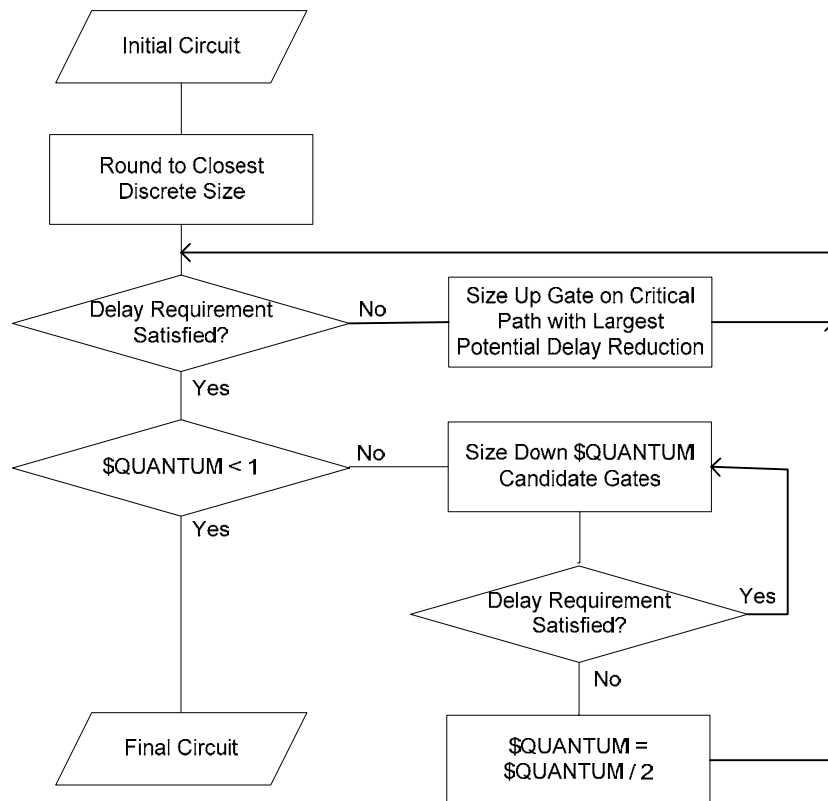 Initial Circuit
Round to Closest
Discrete Size
Delay Requirement
Satisfied?
No
Size Up Gate on Critical
Path with Largest
Potential Delay Reduction
Yes
$QUANTUM < 1
No
Size Down $QUANTUM
Candidate Gates
Yes
Delay Requirement
Satisfied?
Yes
No
Final Circuit
$QUANTUM =
$QUANTUM / 2